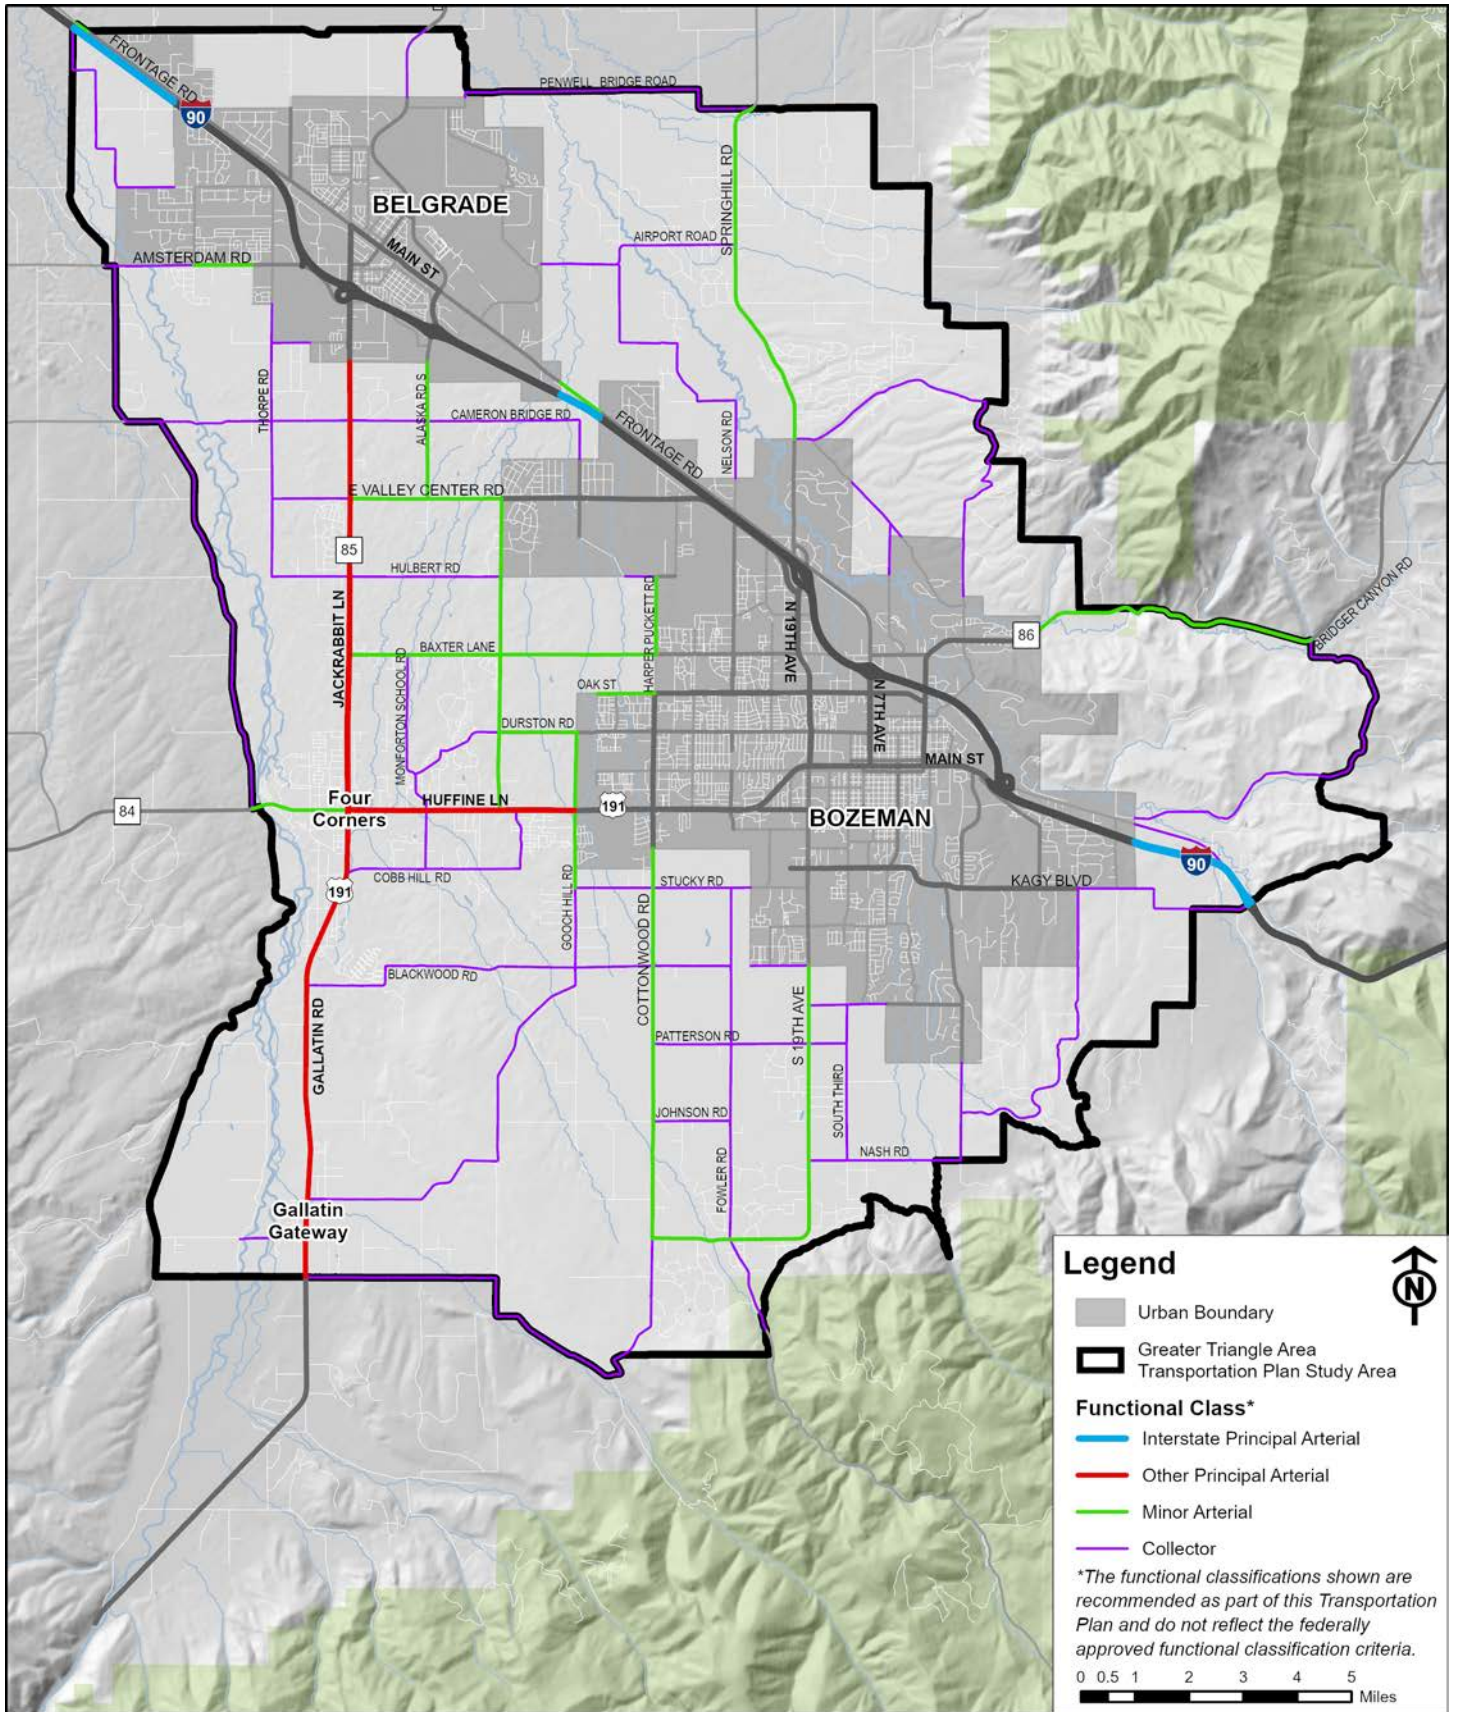 FRONTAGE RD
90
PENWELL BRIDGE ROAD
BELGRADE
SPRINGHILL RD
AIRPORT ROAD
MAIN ST
AMSTERDAM RD
THORPE RD
ALASKA RD S
CAMERON BRIDGE RD
FRONTAGE RD
NELSON RD
E VALLEY CENTER RD
85
HULBERT RD
JACKRABBIT LN
HARPER PUCKETT RD
N 19TH AVE
86
BRIDGER CANYON RD
BAXTER LANE
MONFORTON SCHOOL RD
OAK ST
N 7TH AVE
DURSTON RD
MAIN ST
84
Four
Corners
HUFFINE LN
191
BOZEMAN
90
COBB HILL RD
191
STUCKY RD
KAGY BLVD
GOOCH HILL RD
COTTONWOOD RD
BLACKWOOD RD
S 19TH AVE
GALLATIN RD
PATTERSON RD
SOUTH THIRD
JOHNSON RD
NASH RD
FOWLER RD
Gallatin
Gateway
Legend
N
Urban Boundary
Greater Triangle Area
Transportation Plan Study Area
Functional Class*
Interstate Principal Arterial
Other Principal Arterial
Minor Arterial
Collector
*The functional classifications shown are
recommended as part of this Transportation
Plan and do not reflect the federally
approved functional classification criteria.
0 0.5 1 2 3 4 5
Miles